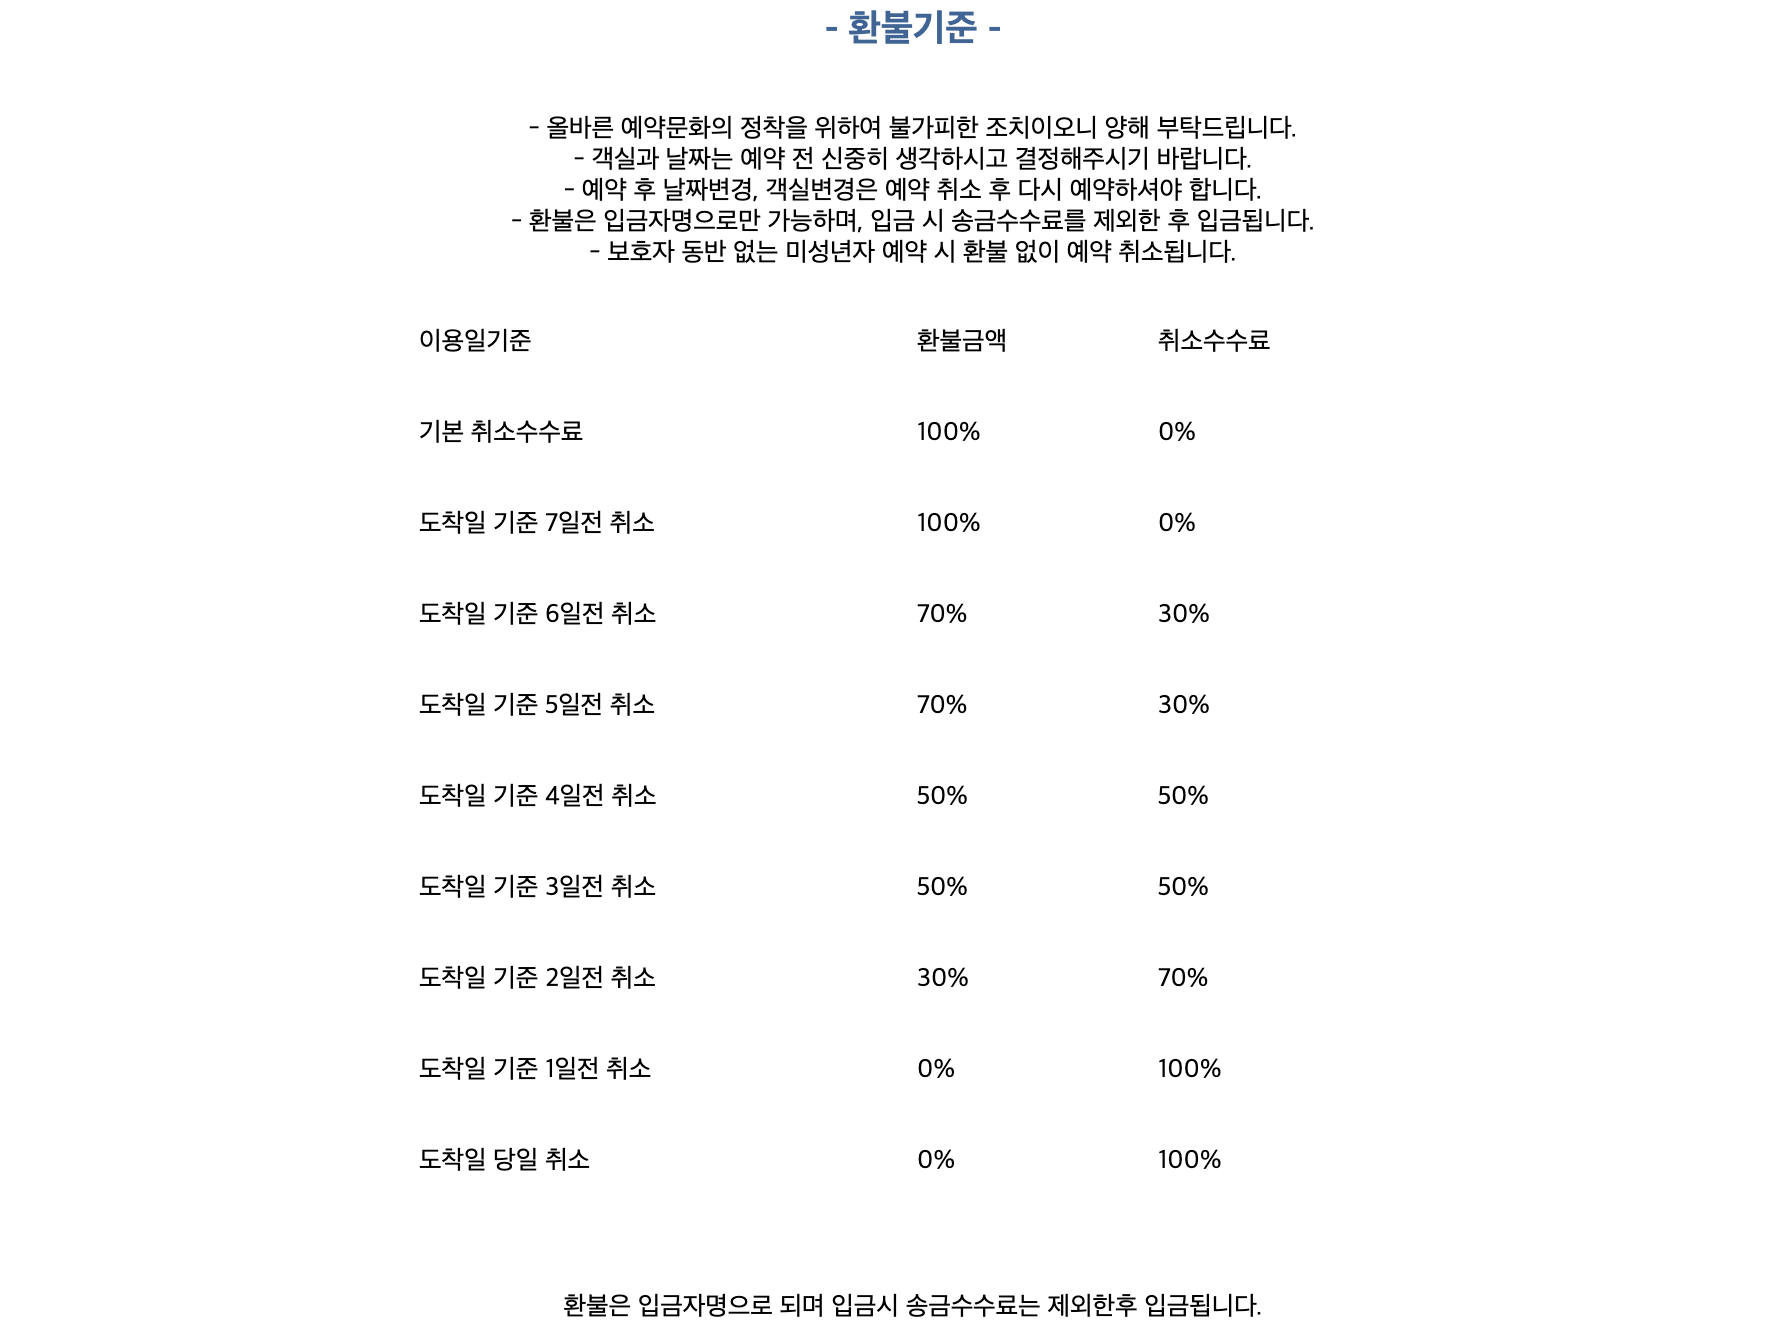 - 환불기준 -
- 올바른 예약문화의 정착을 위하여 불가피한 조치이오니 양해 부탁드립니다.
- 객실과 날짜는 예약 전 신중히 생각하시고 결정해주시기 바랍니다.
- 예약 후 날짜변경, 객실변경은 예약 취소 후 다시 예약하셔야 합니다.
- 환불은 입금자명으로만 가능하며, 입금 시 송금수수료를 제외한 후 입금됩니다.
- 보호자 동반 없는 미성년자 예약 시 환불 없이 예약 취소됩니다.
이용일기준 환불금액 취소수수료
기본 취소수수료 100% 0%
도착일 기준 7일전 취소 100% 0%
도착일 기준 6일전 취소 70% 30%
도착일 기준 5일전 취소 70% 30%
도착일 기준 4일전 취소 50% 50%
도착일 기준 3일전 취소 50% 50%
도착일 기준 2일전 취소 30% 70%
도착일 기준 1일전 취소 0% 100%
도착일 당일 취소 0% 100%
환불은 입금자명으로 되며 입금시 송금수수료는 제외한후 입금됩니다.